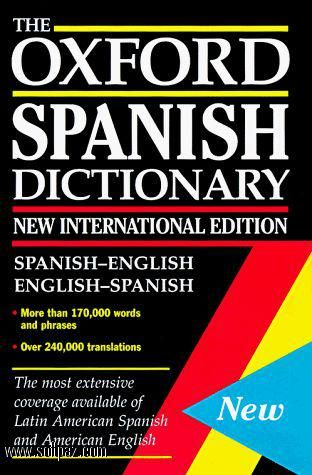 THE
OXFORD
SPANISH
DICTIONARY
NEW INTERNATIONAL EDITION
SPANISH–ENGLISH
ENGLISH–SPANISH
• More than 170,000 words
and phrases
• Over 240,000 translations
The most extensive
coverage available of
Latin American Spanish
and American English
New
www.solpaz.com